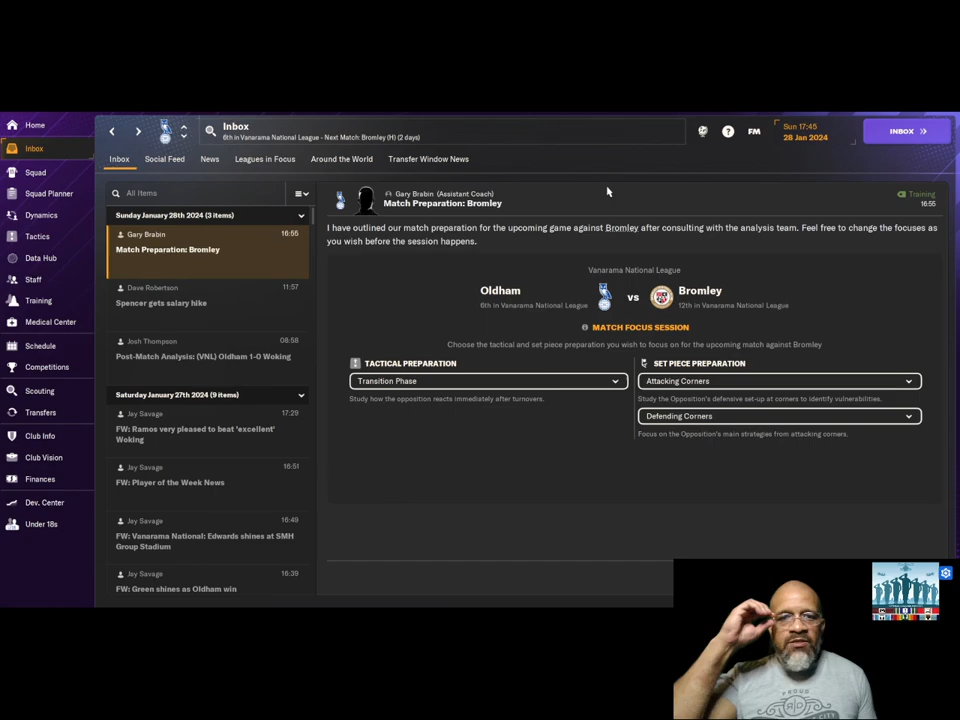 Home
Inbox
Squad
Squad Planner
Dynamics
Tactics
Data Hub
Staff
Training
Medical Center
Schedule
Competitions
Scouting
Transfers
Club Info
Club Vision
Finances
Dev. Center
Under 18s
Inbox
6th in Vanarama National League - Next Match: Bromley (H) (2 days)
?
FM
Sun 17:45
28 Jan 2024
INBOX
Inbox
Social Feed
News
Leagues in Focus
Around the World
Transfer Window News
All Items
Sunday January 28th 2024 (3 items)
Gary Brabin
16:55
Match Preparation: Bromley
Dave Robertson
11:57
Spencer gets salary hike
Josh Thompson
08:58
Post-Match Analysis: (VNL) Oldham 1-0 Woking
Saturday January 27th 2024 (9 items)
Jay Savage
17:29
FW: Ramos very pleased to beat 'excellent'
Woking
Jay Savage
16:51
FW: Player of the Week News
Jay Savage
16:49
FW: Vanarama National: Edwards shines at SMH
Group Stadium
Jay Savage
16:39
FW: Green shines as Oldham win
Gary Brabin (Assistant Coach)
Match Preparation: Bromley
Training
16:55
I have outlined our match preparation for the upcoming game against Bromley after consulting with the analysis team. Feel free to change the focuses as
you wish before the session happens.
Vanarama National League
Oldham
6th in Vanarama National League
vs
Bromley
12th in Vanarama National League
MATCH FOCUS SESSION
Choose the tactical and set piece preparation you wish to focus on for the upcoming match against Bromley
TACTICAL PREPARATION
Transition Phase
Study how the opposition reacts immediately after turnovers.
SET PIECE PREPARATION
Attacking Corners
Study the Opposition's defensive set-up at corners to identify vulnerabilities.
Defending Corners
Focus on the Opposition's main strategies from attacking corners.
PROUD